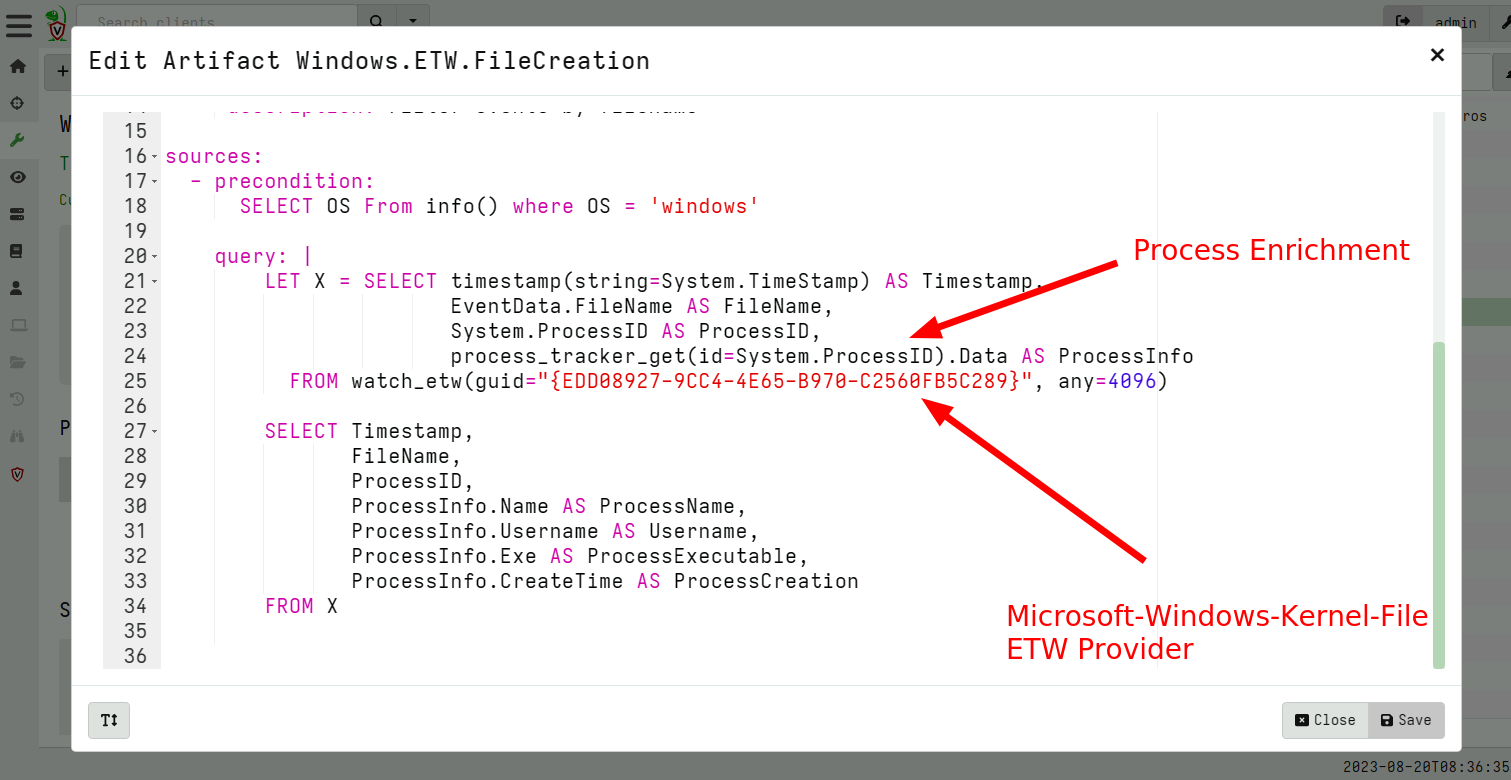 Search clients
admin
Edit Artifact Windows.ETW.FileCreation
×
ros
15
16 sources:
17 - precondition:
18 SELECT OS From info() where OS = 'windows'
19
20 query: |
21 LET X = SELECT timestamp(string=System.TimeStamp) AS Timestamp,
22 EventData.FileName AS FileName,
23 System.ProcessID AS ProcessID,
24 process_tracker_get(id=System.ProcessID).Data AS ProcessInfo
25 FROM watch_etw(guid="{EDD08927-9CC4-4E65-B970-C2560FB5C289}", any=4096)
26
27 SELECT Timestamp,
28 FileName,
29 ProcessID,
30 ProcessInfo.Name AS ProcessName,
31 ProcessInfo.Username AS Username,
32 ProcessInfo.Exe AS ProcessExecutable,
33 ProcessInfo.CreateTime AS ProcessCreation
34 FROM X
35
36
Process Enrichment
Microsoft-Windows-Kernel-File
ETW Provider
Close
Save
2023-08-20T08:36:35